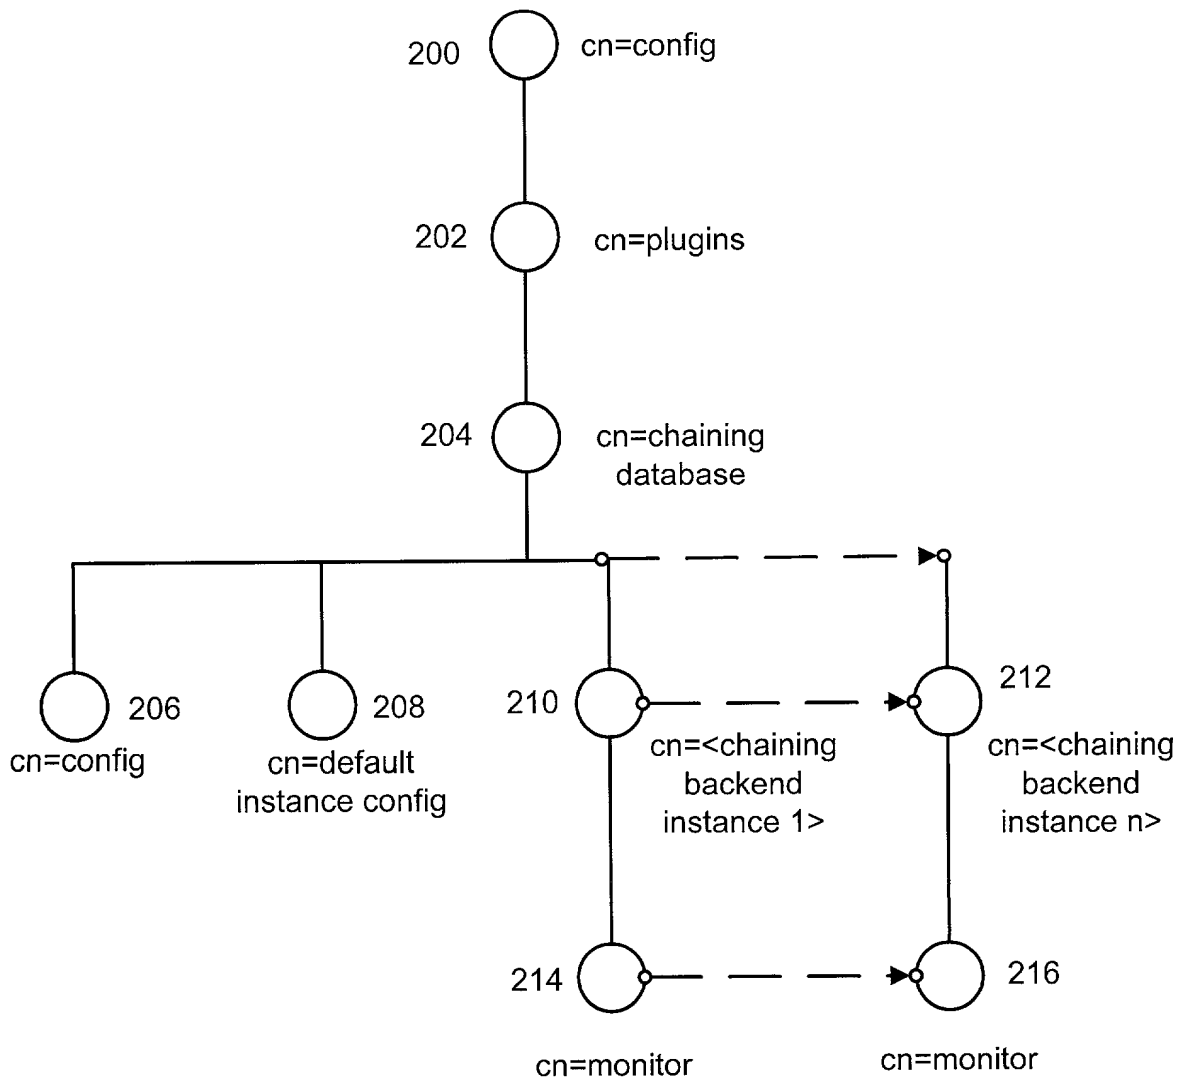 200
cn=config
202
cn=plugins
204
cn=chaining
database
206
cn=config
208
cn=default
instance config
210
cn=<chaining
backend
instance 1>
212
cn=<chaining
backend
instance n>
214
cn=monitor
216
cn=monitor